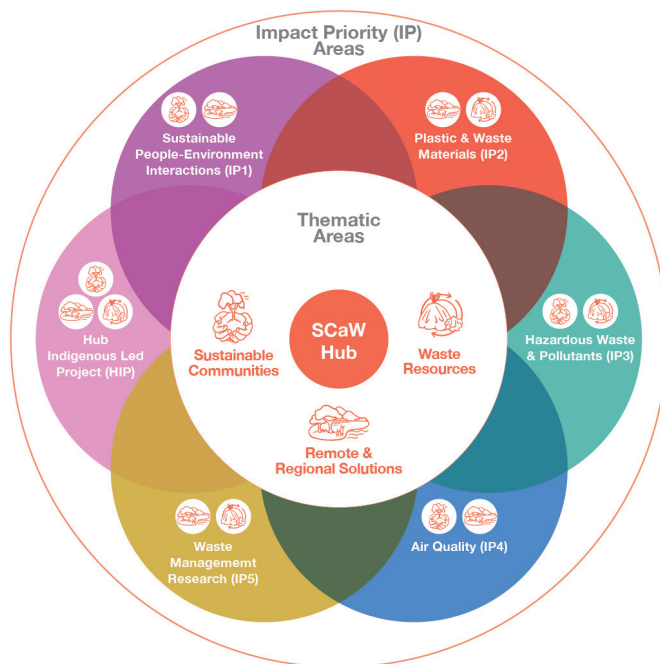 Impact Priority (IP)
Areas
Sustainable
People-Environment
Interactions (IP1)
Plastic & Waste
Materials (IP2)
Thematic
Areas
Hub
Indigenous Led
Project (HIP)
Sustainable
Communities
SCaW
Hub
Waste
Resources
Hazardous Waste
& Pollutants (IP3)
Remote &
Regional Solutions
Waste
Managememt
Research (IP5)
Air Quality (IP4)